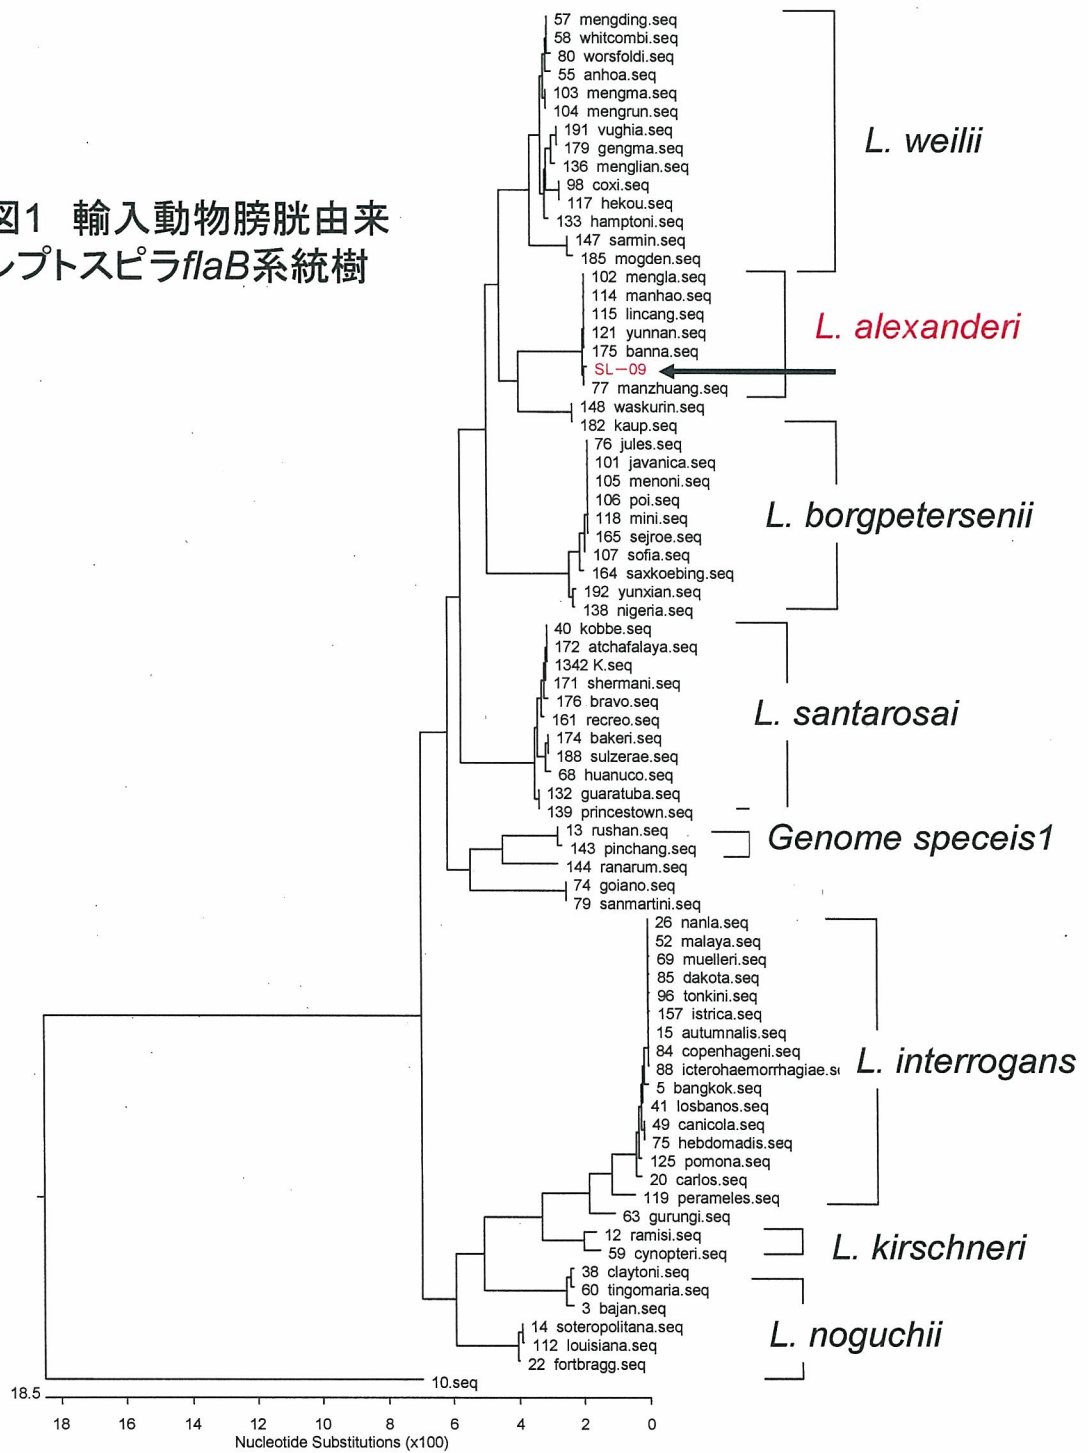 57 mengding.seq
58 whitcombi.seq
80 worsfoldi.seq
55 anhoa.seq
103 mengma.seq
104 mengrun.seq
191 vughia.seq
L. weilii
179 gengma.seq
136 menglian.seq
98 coxi.seq
117 hekou.seq
図1 輸入動物膀胱由来
133 hamptoni.seq
147 sarmin.seq
レプトスピラflaB系統樹
185 mogden.seq
102 mengla.seq
114 manhao.seq
115 lincang.seq
L. alexanderi
121 yunnan.seq
175 banna.seq
SL-09
77 manzhuang.seq
148 waskurin.seq
182 kaup.seq
76 jules.seq
101 javanica.seq
105 menoni.seq
106 poi.seq
L. borgpetersenii
118 mini.seq
165 sejroe.seq
107 sofia.seq
164 saxkoebing.seq
192 yunxian.seq
138 nigeria.seq
40 kobbe.seq
172 atchafalaya.seq
1342 K.seq
171 shermani.seq
176 bravo.seq
L. santarosai
161 recreo.seq
174 bakeri.seq
188 sulzerae.seq
68 huanuco.seq
132 guaratuba.seq
139 princestown.seq
13 rushan.seq
Genome speceis1
143 pinchang.seq
144 ranarum.seq
74 goiano.seq
79 sanmartini.seq
26 nanla.seq
52 malaya.seq
69 muelleri.seq
85 dakota.seq
96 tonkini.seq
157 istrica.seq
15 autumnalis.seq
84 copenhageni.seq
L. interrogans
88 icterohaemorrhagiae.s
5 bangkok.seq
41 losbanos.seq
49 canicola.seq
75 hebdomadis.seq
125 pomona.seq
20 carlos.seq
119 perameles.seq
63 gurungi.seq
12 ramisi.seq
L. kirschneri
59 cynopteri.seq
38 claytoni.seq
60 tingomaria.seq
3 bajan.seq
14 soteropolitana.seq
L. noguchii
112 louisiana.seq
22 fortbragg.seq
10.seq
18.5
18 16 14 12 10 8 6 4 2 0
Nucleotide Substitutions (x100)